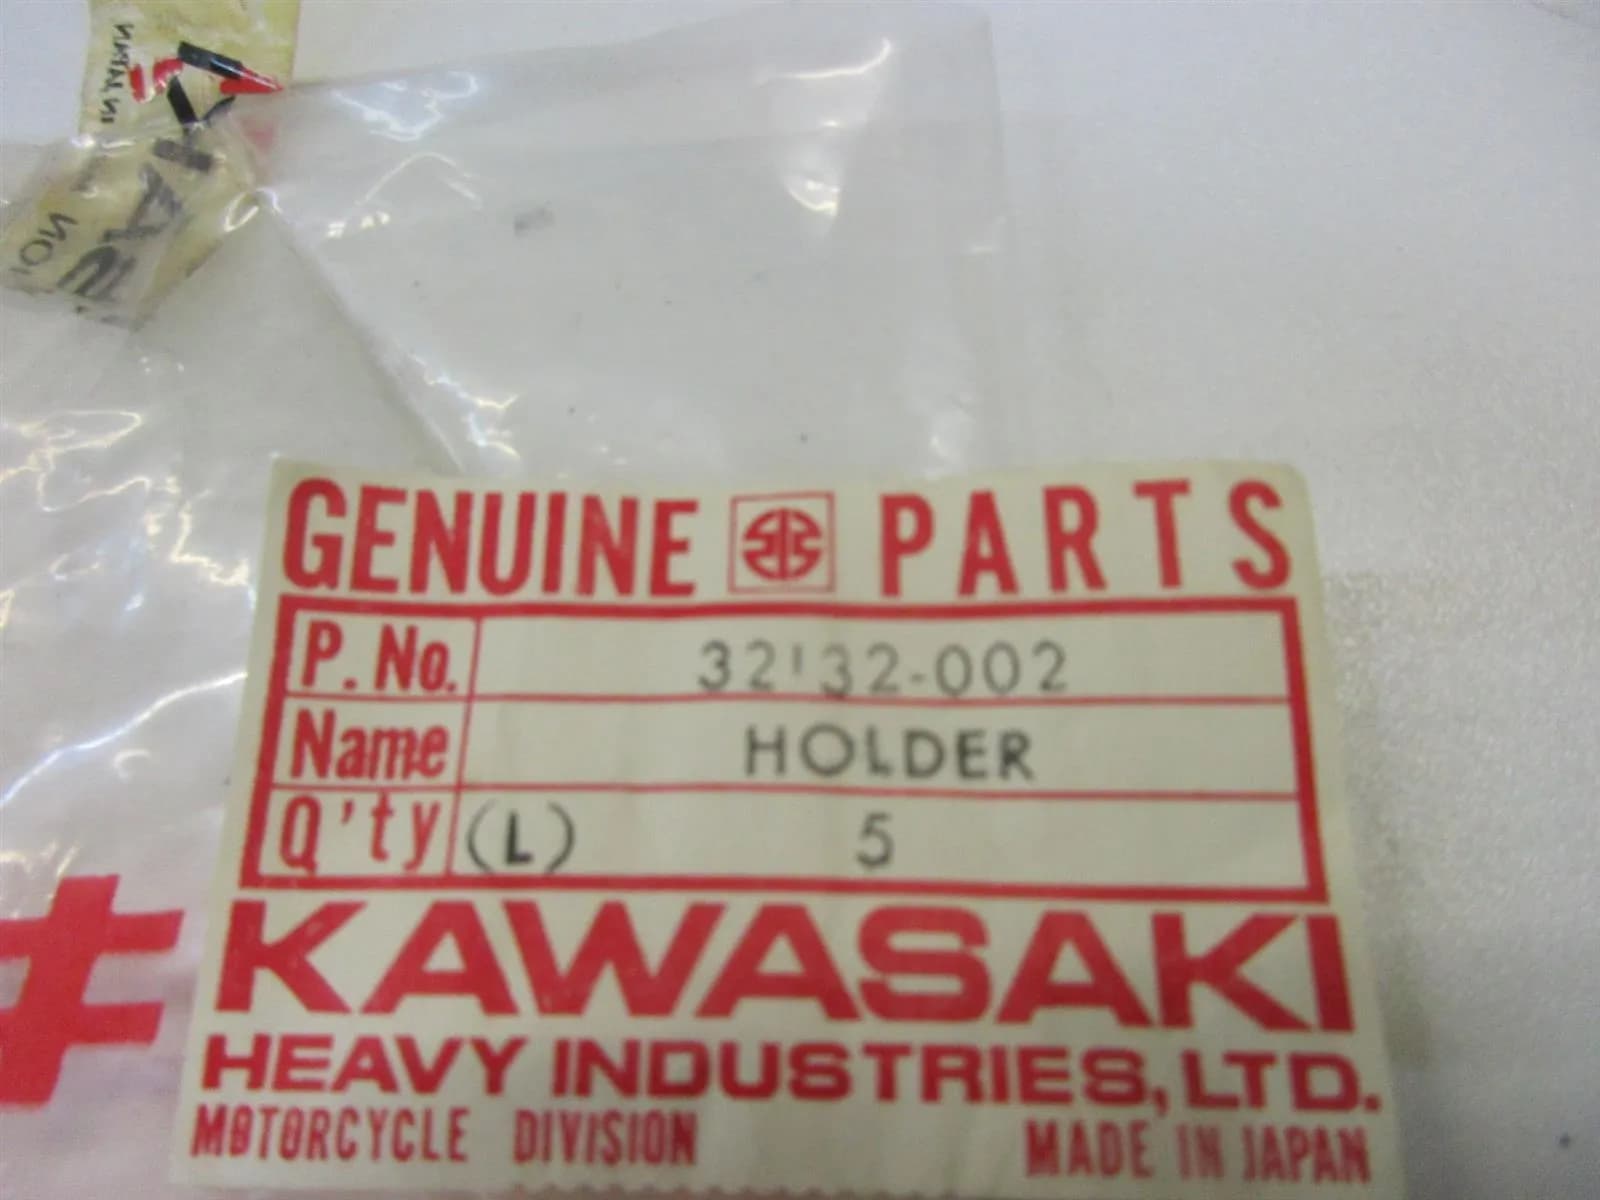 GENUINE PARTS
P. No. 32132-002
Name HOLDER
Q'ty (L) 5
KAWASAKI
HEAVY INDUSTRIES, LTD.
MOTORCYCLE DIVISION MADE IN JAPAN